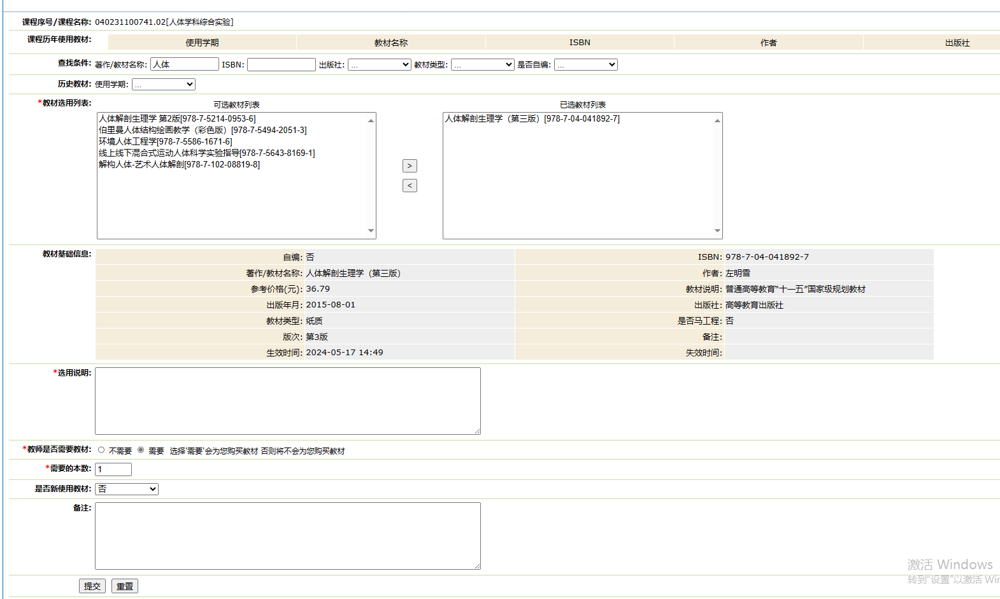 课程序号/课程名称: 040231100741.02[人体学科综合实验]
课程历年使用教材: 使用学期 教材名称 ISBN 作者 出版社
查找条件: 著作/教材名称: 人体 ISBN: 出版社: ... 教材类型: ... 是否自编: ...
历史教材: 使用学期: ...
*教材选用列表: 可选教材列表 已选教材列表
人体解剖生理学 第2版[978-7-5214-0953-6]
伯里曼人体结构绘画教学（彩色版）[978-7-5494-2051-3]
环境人体工程学[978-7-5586-1671-6]
线上线下混合式运动人体科学实验指导[978-7-5643-8169-1]
解构人体-艺术人体解剖[978-7-102-08819-8]
>
<
人体解剖生理学（第三版）[978-7-04-041892-7]
教材基础信息: 自编: 否 ISBN: 978-7-04-041892-7
著作/教材名称: 人体解剖生理学（第三版） 作者: 左明雪
参考价格(元): 36.79 教材说明: 普通高等教育“十一五”国家级规划教材
出版年月: 2015-08-01 出版社: 高等教育出版社
教材类型: 纸质 是否马工程: 否
版次: 第3版 备注:
生效时间: 2024-05-17 14:49 失效时间:
*选用说明:
*教师是否需要教材: 不需要 需要 选择'需要'会为您购买教材 否则将不会为您购买教材
*需要的本数: 1
是否新使用教材: 否
备注:
提交 重置
激活 Windows
转到"设置"以激活 Win